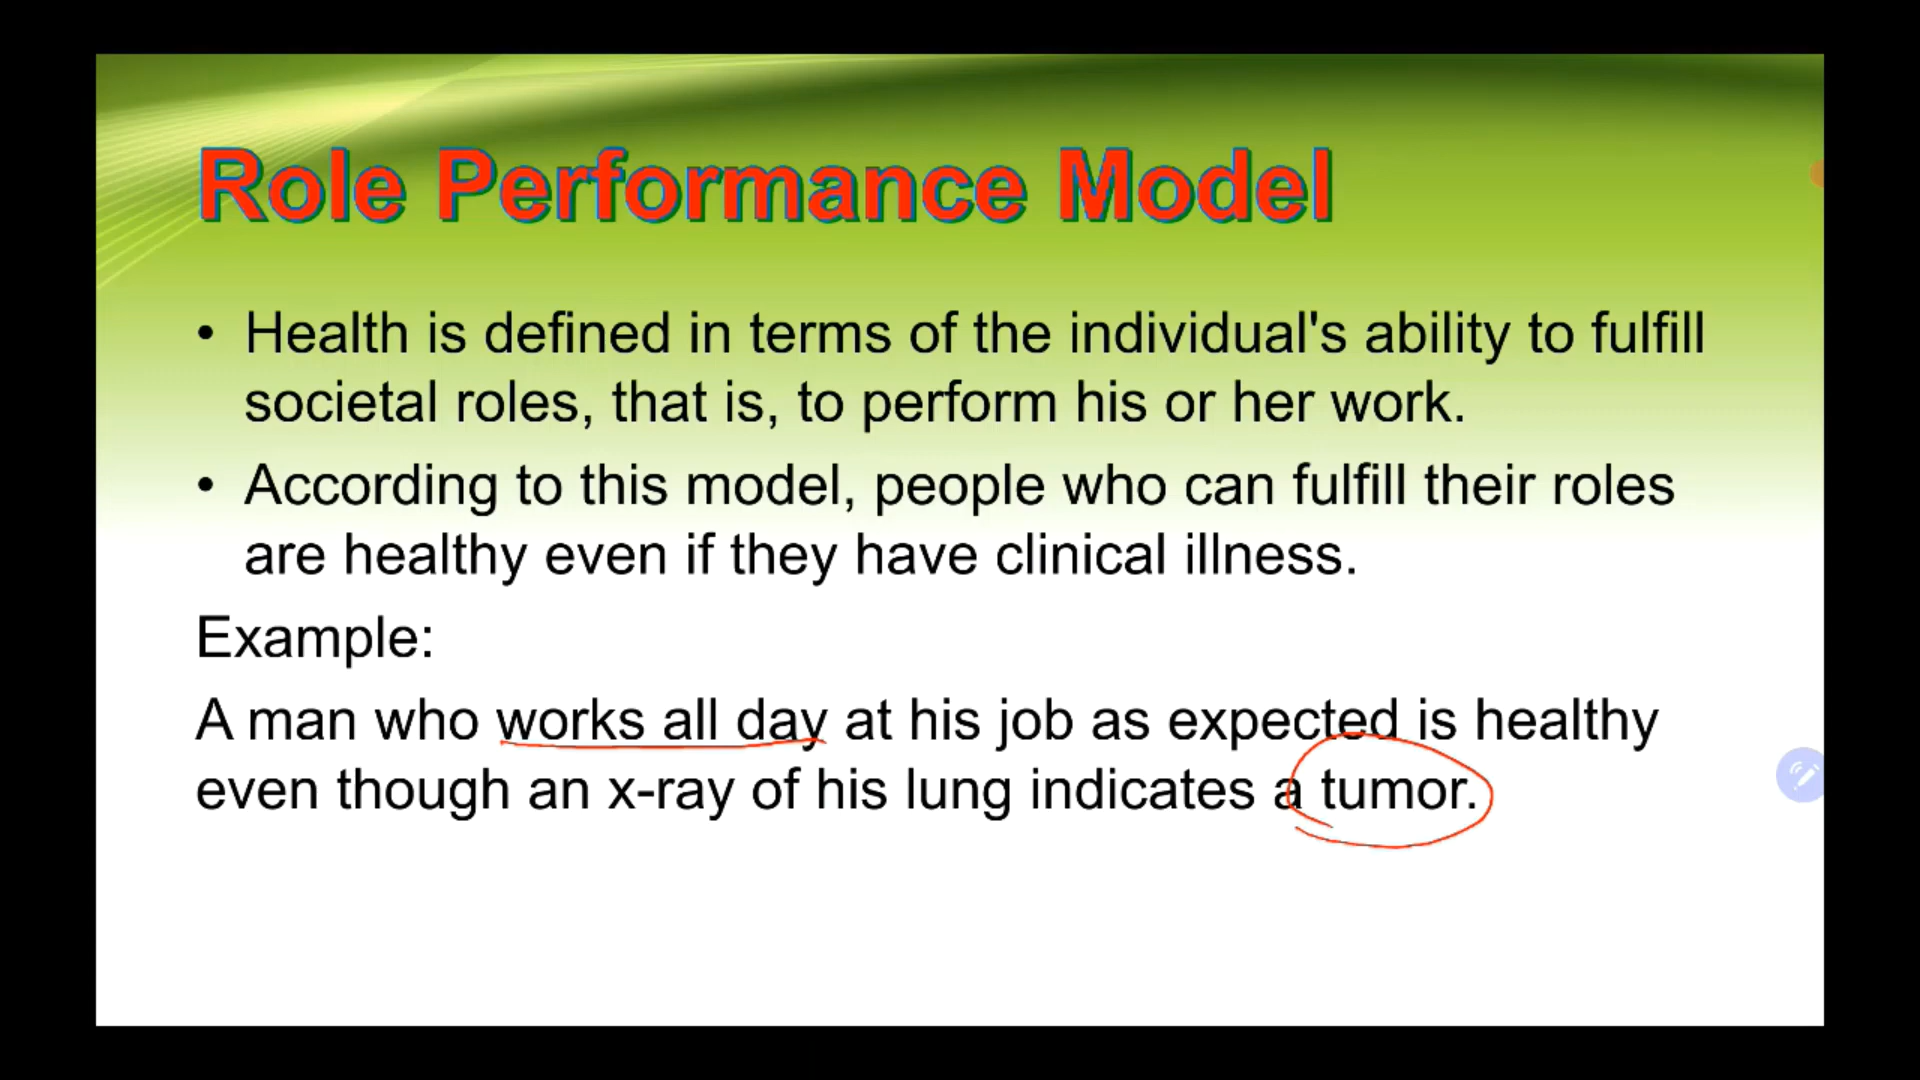 Role Performance Model
• Health is defined in terms of the individual's ability to fulfill
societal roles, that is, to perform his or her work.
• According to this model, people who can fulfill their roles
are healthy even if they have clinical illness.
Example:
A man who works all day at his job as expected is healthy
even though an x-ray of his lung indicates a tumor.